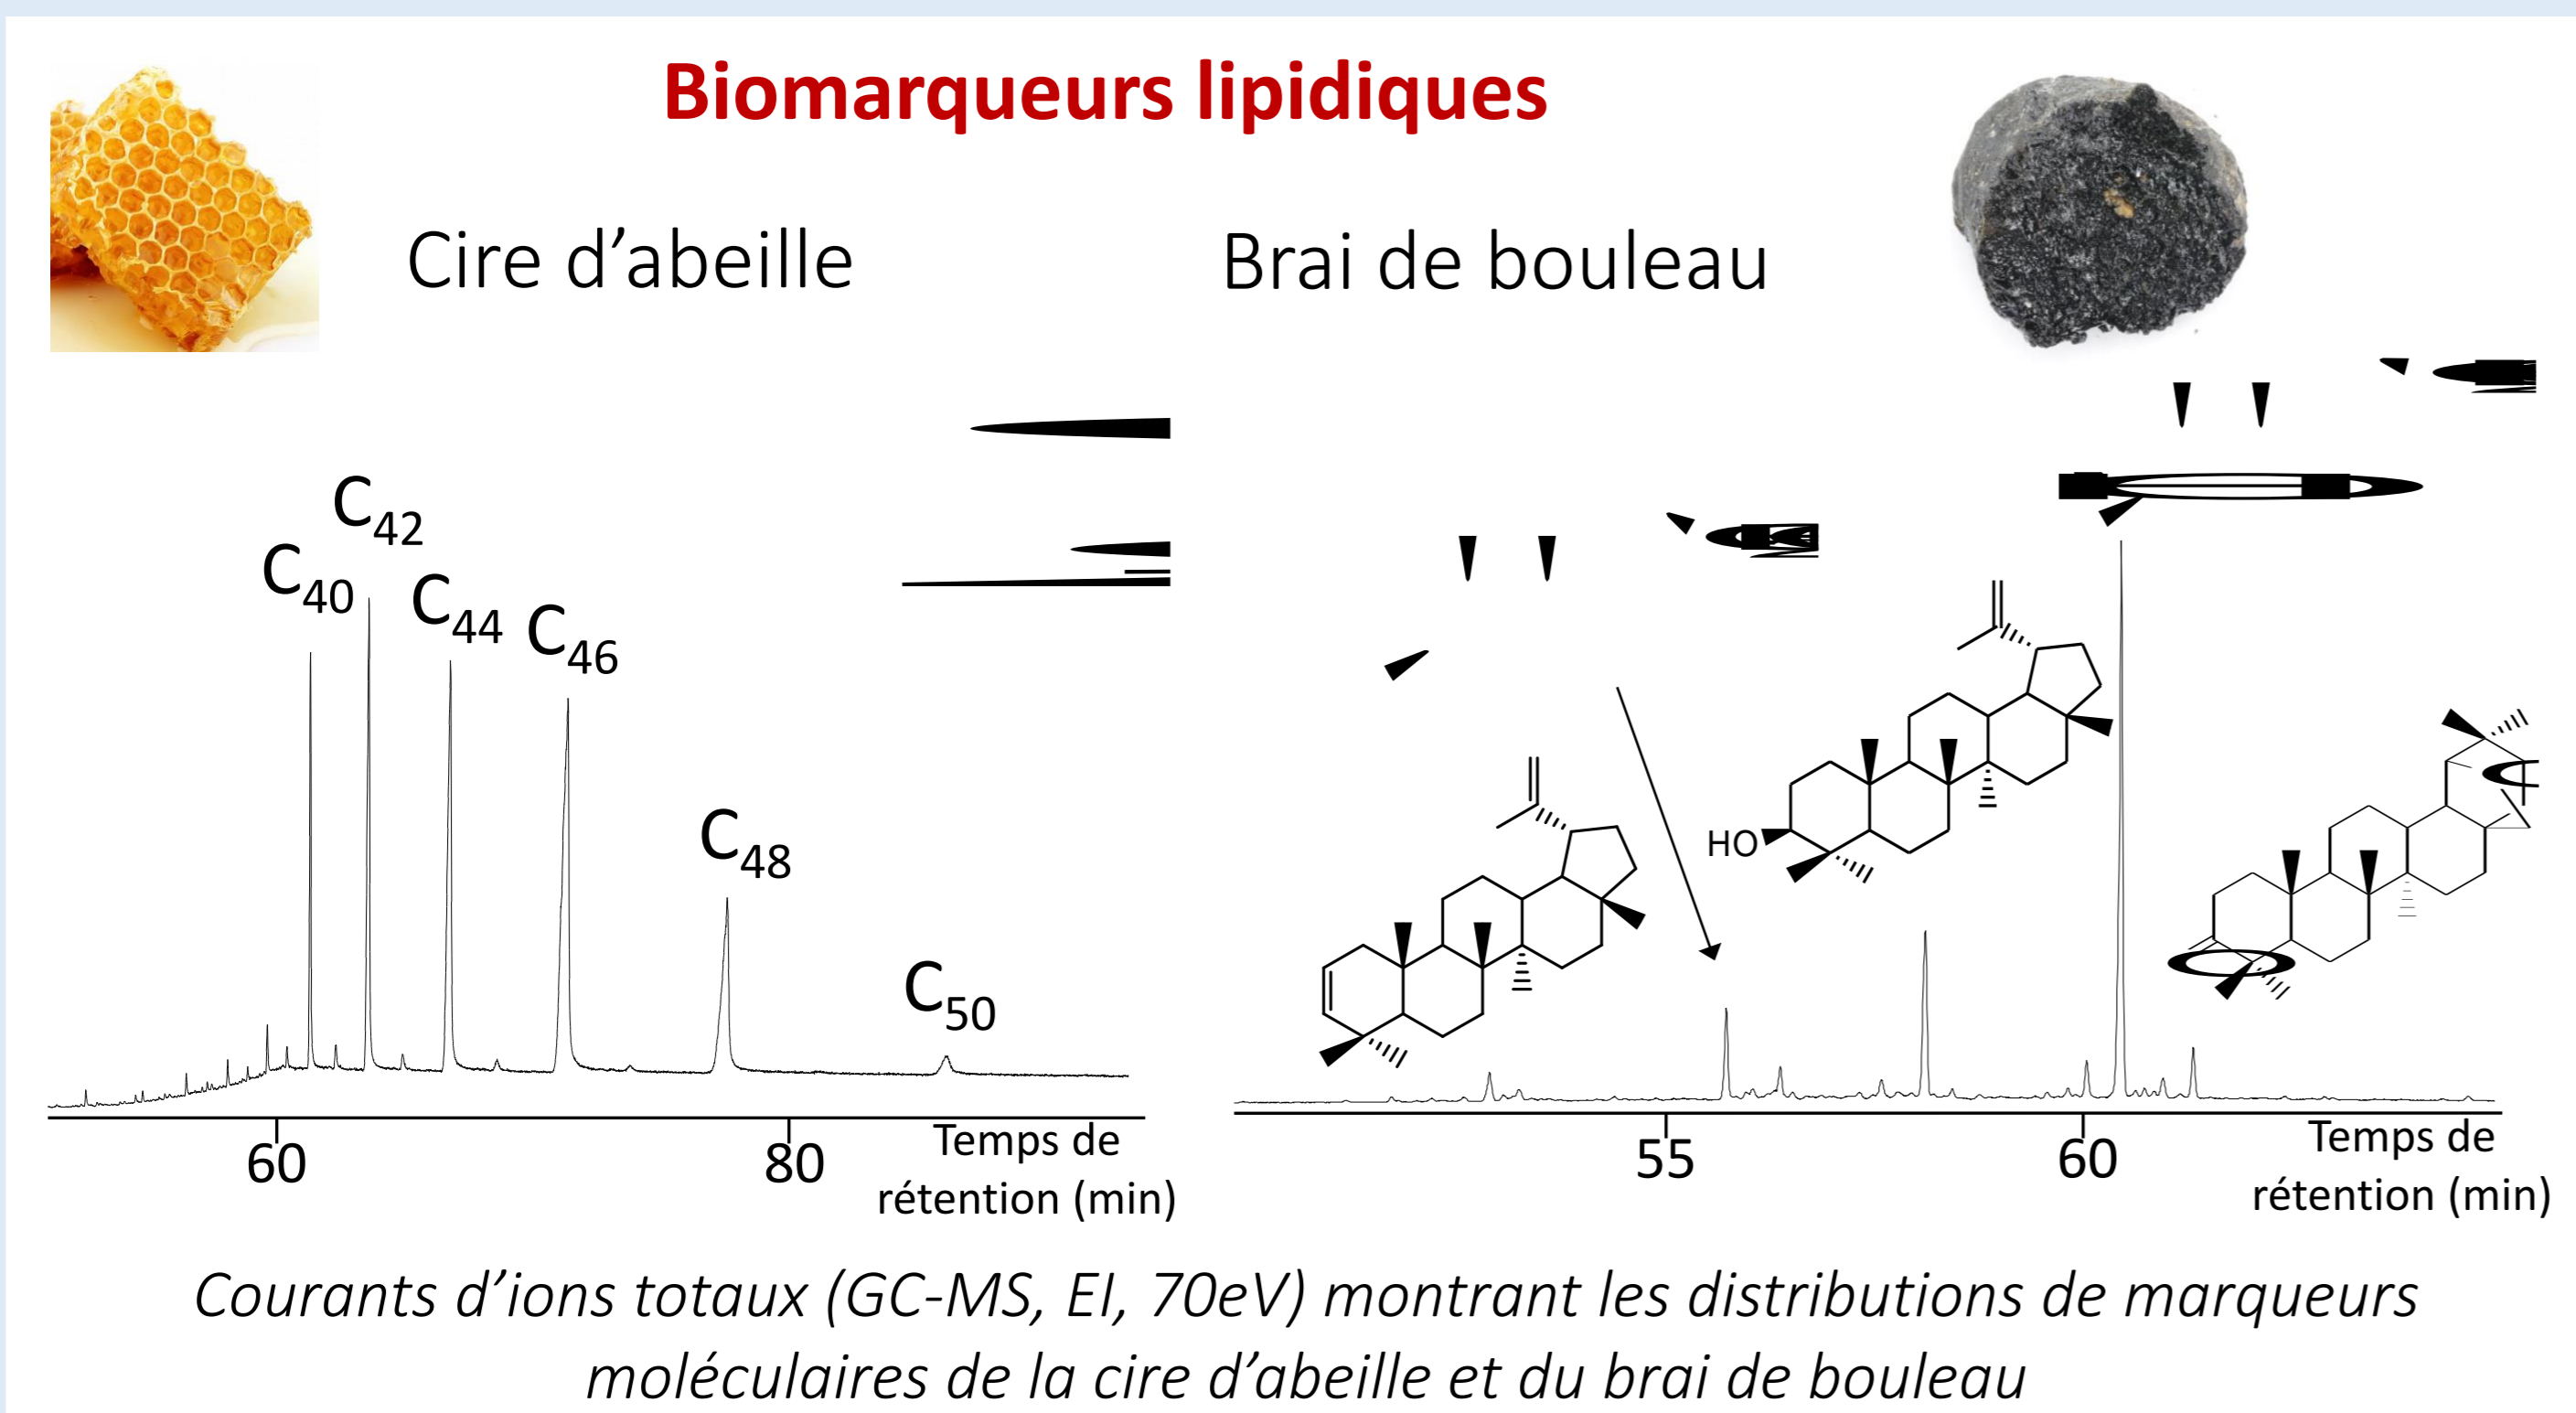 Biomarqueurs lipidiques
Cire d’abeille
Brai de bouleau
C42
C40
C44
C46
C48
C50
60
80
Temps de
rétention (min)
HO
55
60
Temps de
rétention (min)
Courants d’ions totaux (GC-MS, EI, 70eV) montrant les distributions de marqueurs
moléculaires de la cire d’abeille et du brai de bouleau